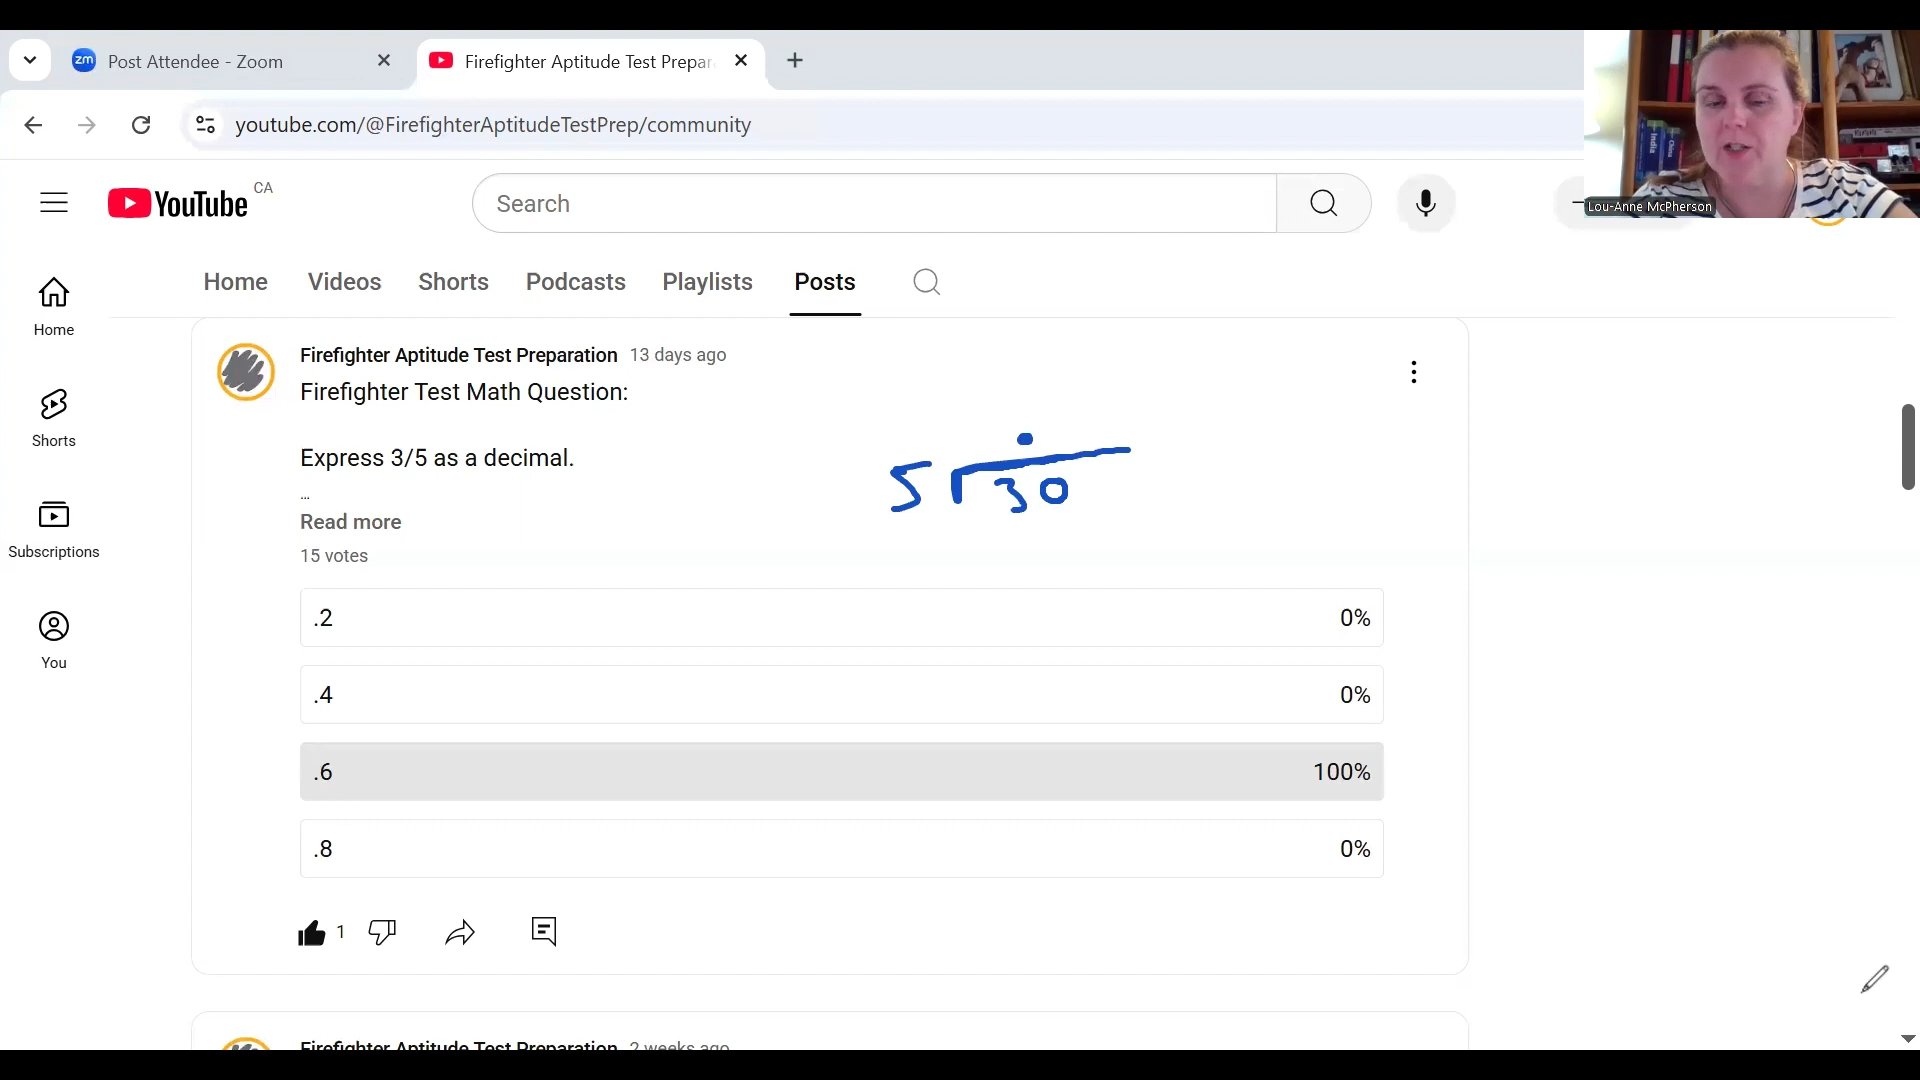 Post Attendee - Zoom
Firefighter Aptitude Test Prepar
youtube.com/@FirefighterAptitudeTestPrep/community
Lou-Anne McPherson
YouTube CA
Search
Home
Videos
Shorts
Podcasts
Playlists
Posts
Home
Shorts
Subscriptions
You
Firefighter Aptitude Test Preparation 13 days ago
Firefighter Test Math Question:
Express 3/5 as a decimal.
...
Read more
15 votes
5 30
.2 0%
.4 0%
.6 100%
.8 0%
1
Firefighter Aptitude Test Preparation 2 weeks ago